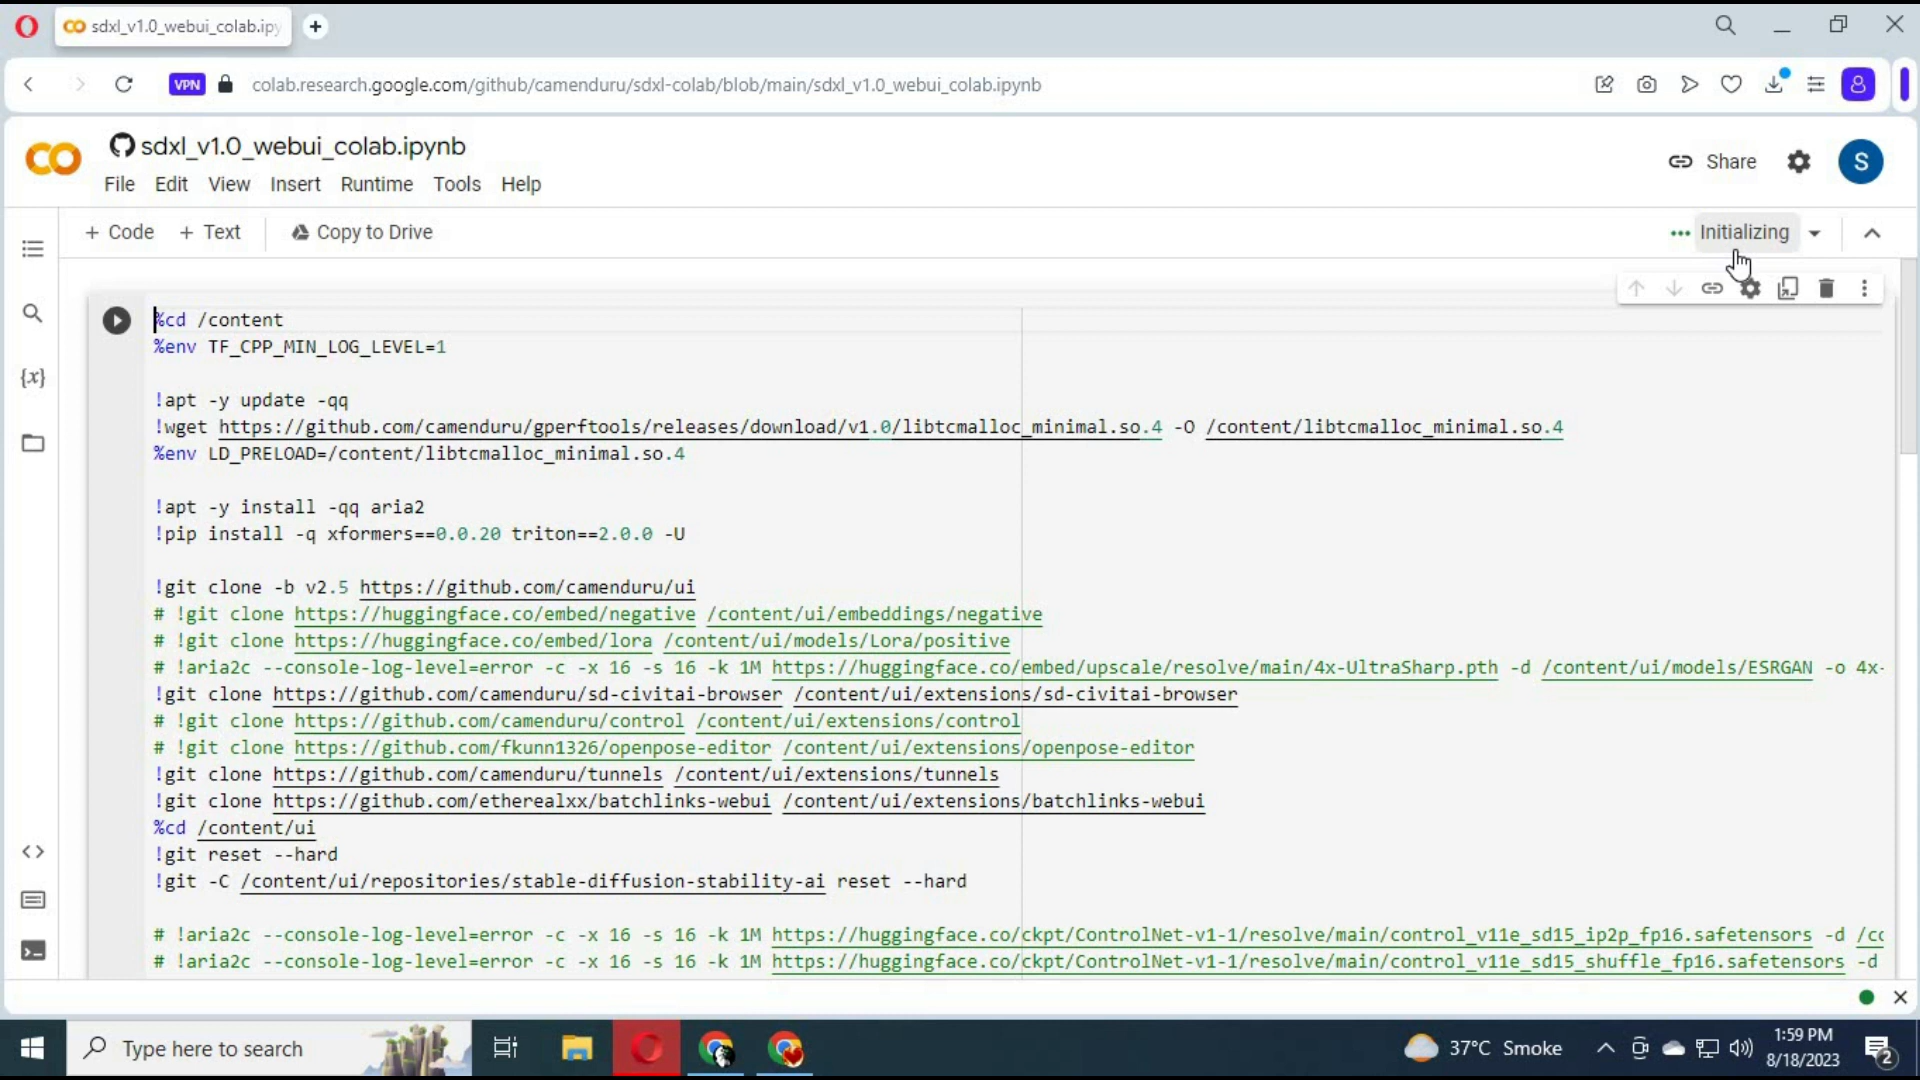 sdxl_v1.0_webui_colab.ipy
VPN
colab.research.google.com/github/camenduru/sdxl-colab/blob/main/sdxl_v1.0_webui_colab.ipynb
sdxl_v1.0_webui_colab.ipynb
Share
S
File Edit View Insert Runtime Tools Help
+ Code + Text Copy to Drive
Initializing
%cd /content
%env TF_CPP_MIN_LOG_LEVEL=1
!apt -y update -qq
!wget https://github.com/camenduru/gperftools/releases/download/v1.0/libtcmalloc_minimal.so.4 -O /content/libtcmalloc_minimal.so.4
%env LD_PRELOAD=/content/libtcmalloc_minimal.so.4
!apt -y install -qq aria2
!pip install -q xformers==0.0.20 triton==2.0.0 -U
!git clone -b v2.5 https://github.com/camenduru/ui
# !git clone https://huggingface.co/embed/negative /content/ui/embeddings/negative
# !git clone https://huggingface.co/embed/lora /content/ui/models/Lora/positive
# !aria2c --console-log-level=error -c -x 16 -s 16 -k 1M https://huggingface.co/embed/upscale/resolve/main/4x-UltraSharp.pth -d /content/ui/models/ESRGAN -o 4x-
!git clone https://github.com/camenduru/sd-civitai-browser /content/ui/extensions/sd-civitai-browser
# !git clone https://github.com/camenduru/control /content/ui/extensions/control
# !git clone https://github.com/fkunn1326/openpose-editor /content/ui/extensions/openpose-editor
!git clone https://github.com/camenduru/tunnels /content/ui/extensions/tunnels
!git clone https://github.com/etherealxx/batchlinks-webui /content/ui/extensions/batchlinks-webui
%cd /content/ui
!git reset --hard
!git -C /content/ui/repositories/stable-diffusion-stability-ai reset --hard
# !aria2c --console-log-level=error -c -x 16 -s 16 -k 1M https://huggingface.co/ckpt/ControlNet-v1-1/resolve/main/control_v11e_sd15_ip2p_fp16.safetensors -d /cc
# !aria2c --console-log-level=error -c -x 16 -s 16 -k 1M https://huggingface.co/ckpt/ControlNet-v1-1/resolve/main/control_v11e_sd15_shuffle_fp16.safetensors -d
Type here to search
37°C Smoke
1:59 PM
8/18/2023
2